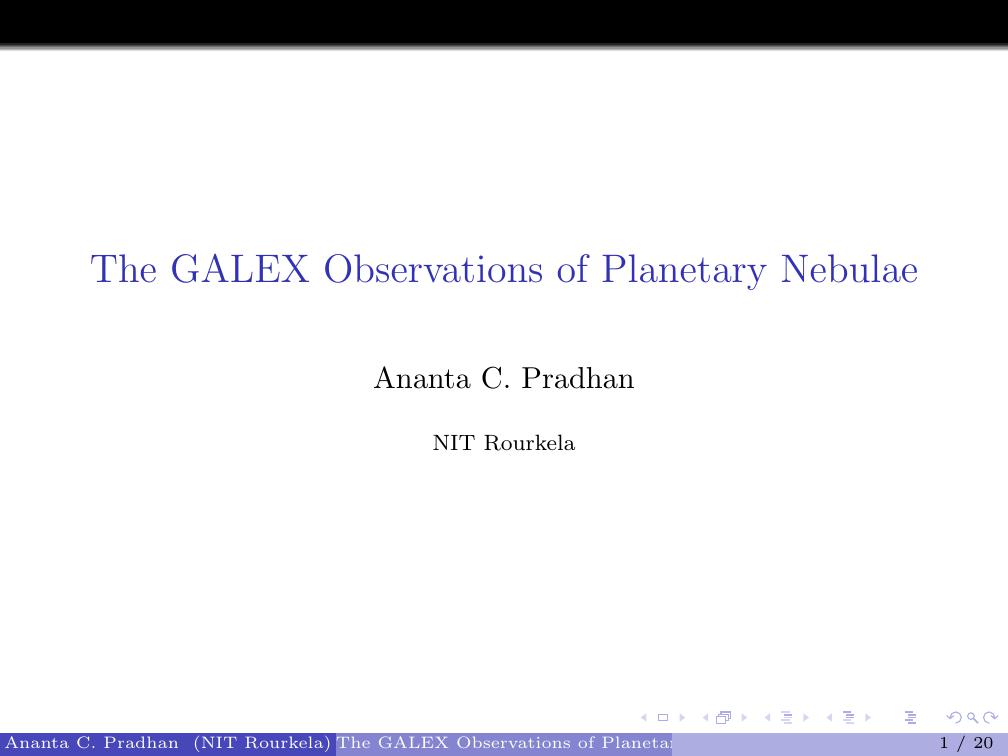 The GALEX Observations of Planetary Nebulae
Ananta C. Pradhan
NIT Rourkela
Ananta C. Pradhan (NIT Rourkela) The GALEX Observations of Planeta 1 / 20